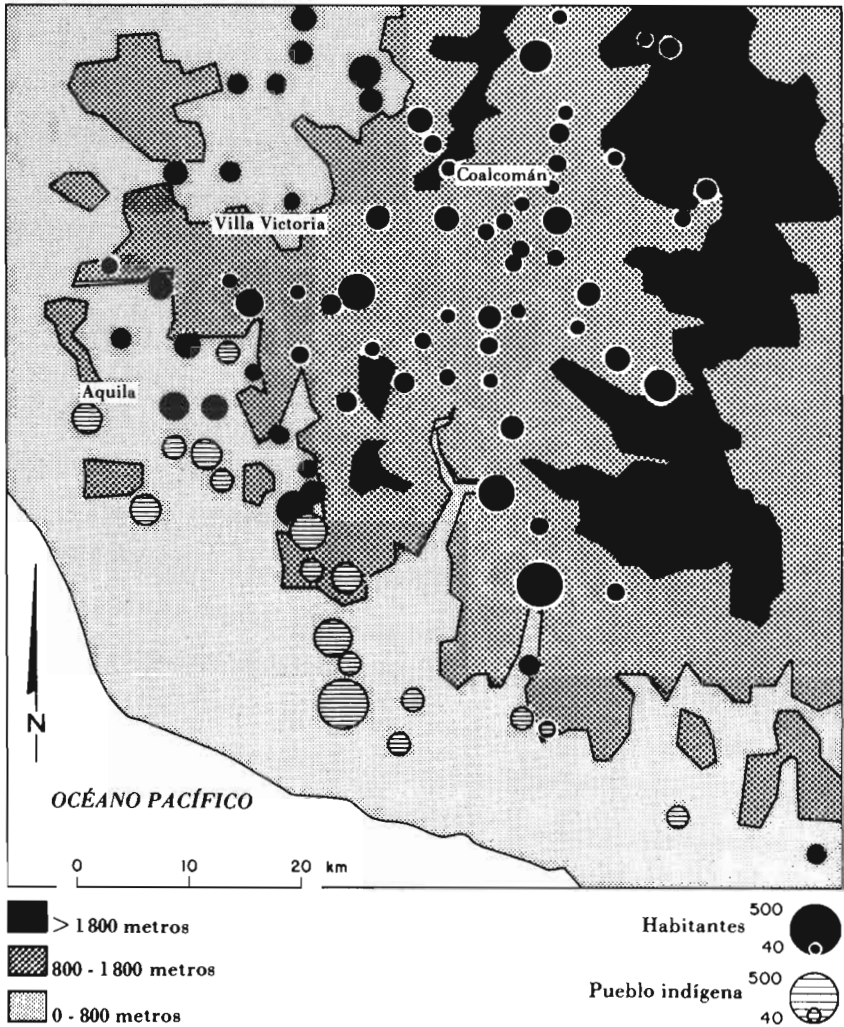 Coalcomán
Villa Victoria
Aquila
N
OCÉANO PACÍFICO
0 10 20 km
> 1 800 metros
800 - 1 800 metros
0 - 800 metros
Habitantes 500
40
Pueblo indígena 500
40